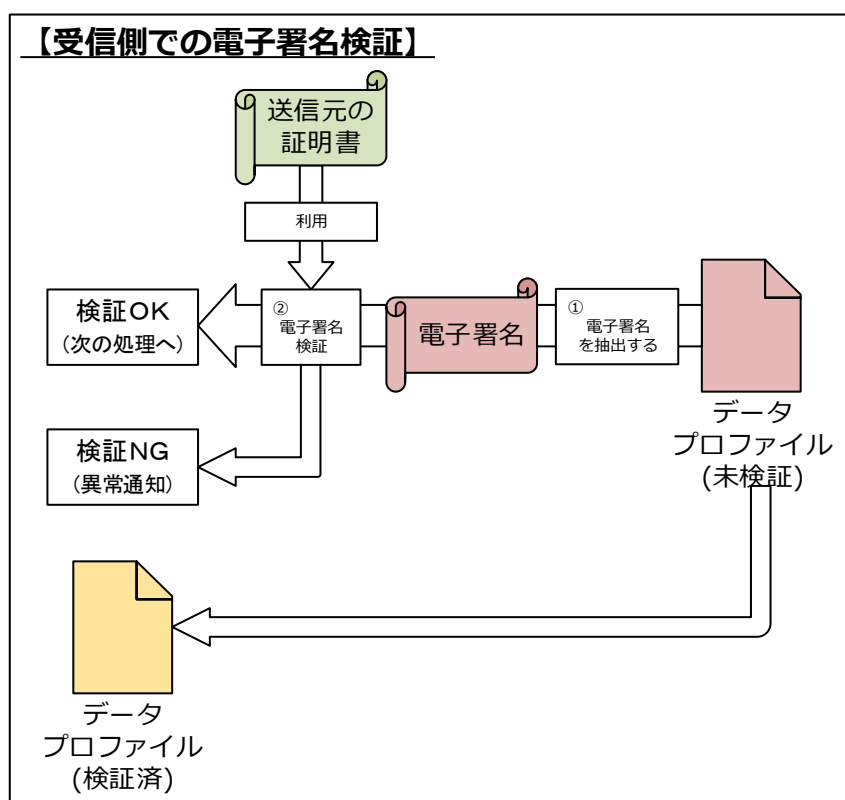 【受信側での電子署名検証】
送信元の
証明書
利用
検証OK
(次の処理へ)
②
電子署名
検証
電子署名
①
電子署名
を抽出する
データ
プロファイル
(未検証)
検証NG
(異常通知)
データ
プロファイル
(検証済)